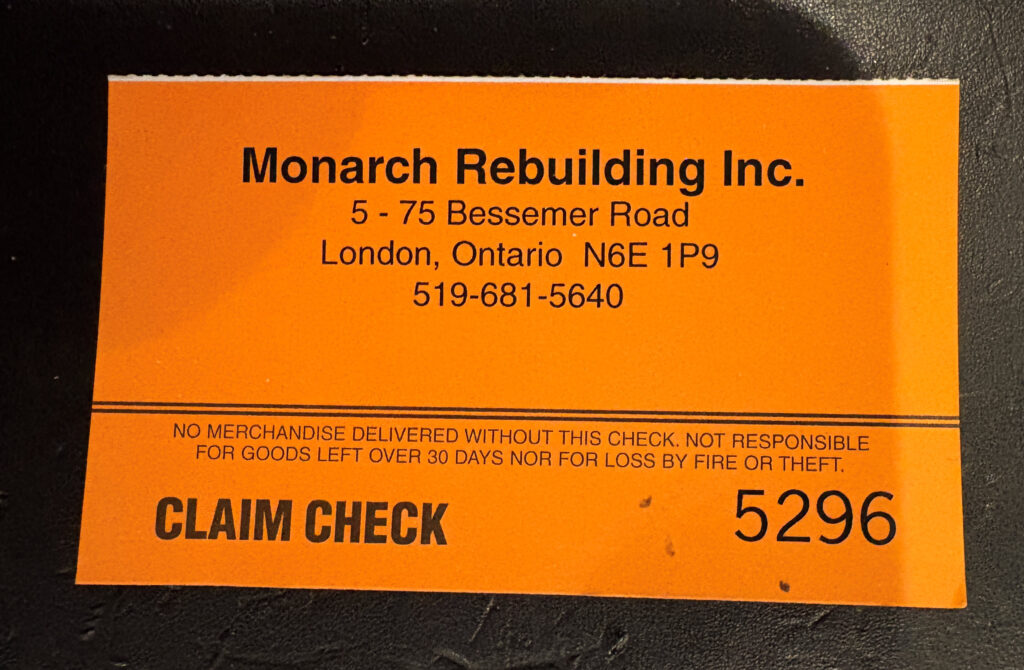 Monarch Rebuilding Inc.
5 - 75 Bessemer Road
London, Ontario N6E 1P9
519-681-5640
NO MERCHANDISE DELIVERED WITHOUT THIS CHECK. NOT RESPONSIBLE
FOR GOODS LEFT OVER 30 DAYS NOR FOR LOSS BY FIRE OR THEFT.
CLAIM CHECK 5296